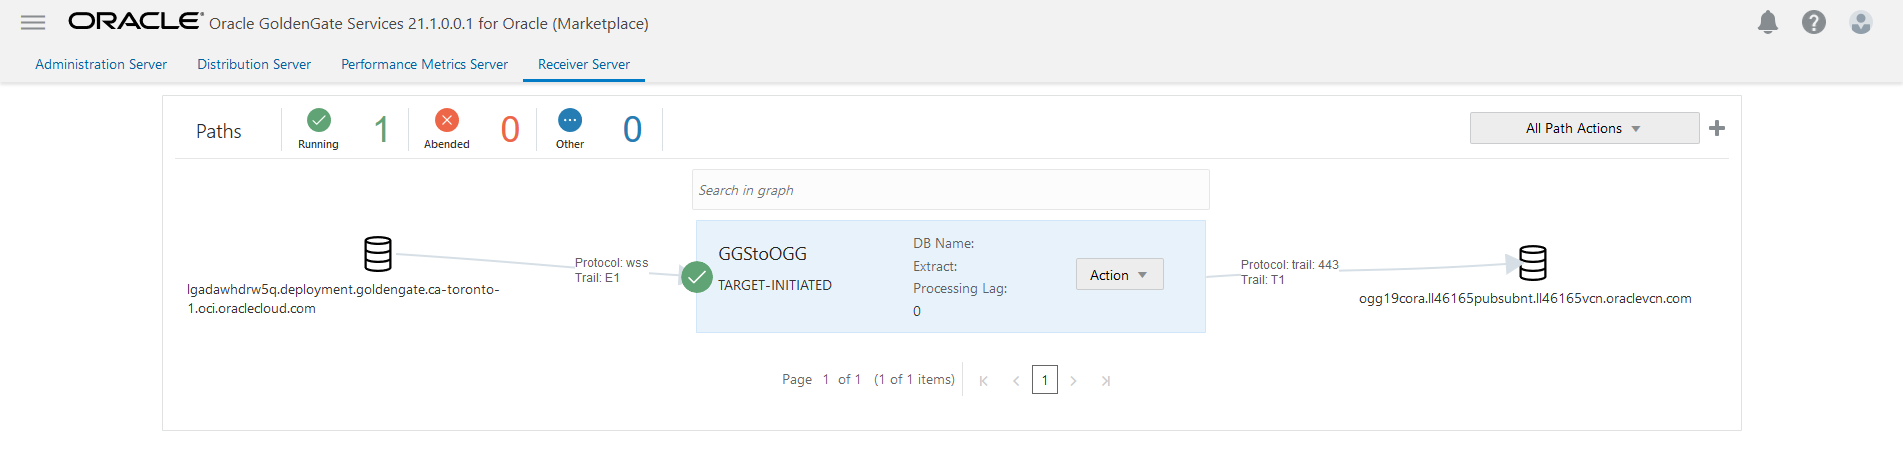 ORACLE Oracle GoldenGate Services 21.1.0.0.1 for Oracle (Marketplace)
Administration Server Distribution Server Performance Metrics Server Receiver Server
Paths Running 1 Abended 0 Other 0 All Path Actions
Search in graph
lgadawhdrw5q.deployment.goldengate.ca-toronto-
1.oci.oraclecloud.com
Protocol: wss
Trail: E1
GGStoOGG
TARGET-INITIATED
DB Name:
Extract:
Processing Lag:
0
Action
Protocol: trail: 443
Trail: T1
ogg19cora.ll46165pubsubnt.ll46165vcn.oraclevcn.com
Page 1 of 1 (1 of 1 items) 1